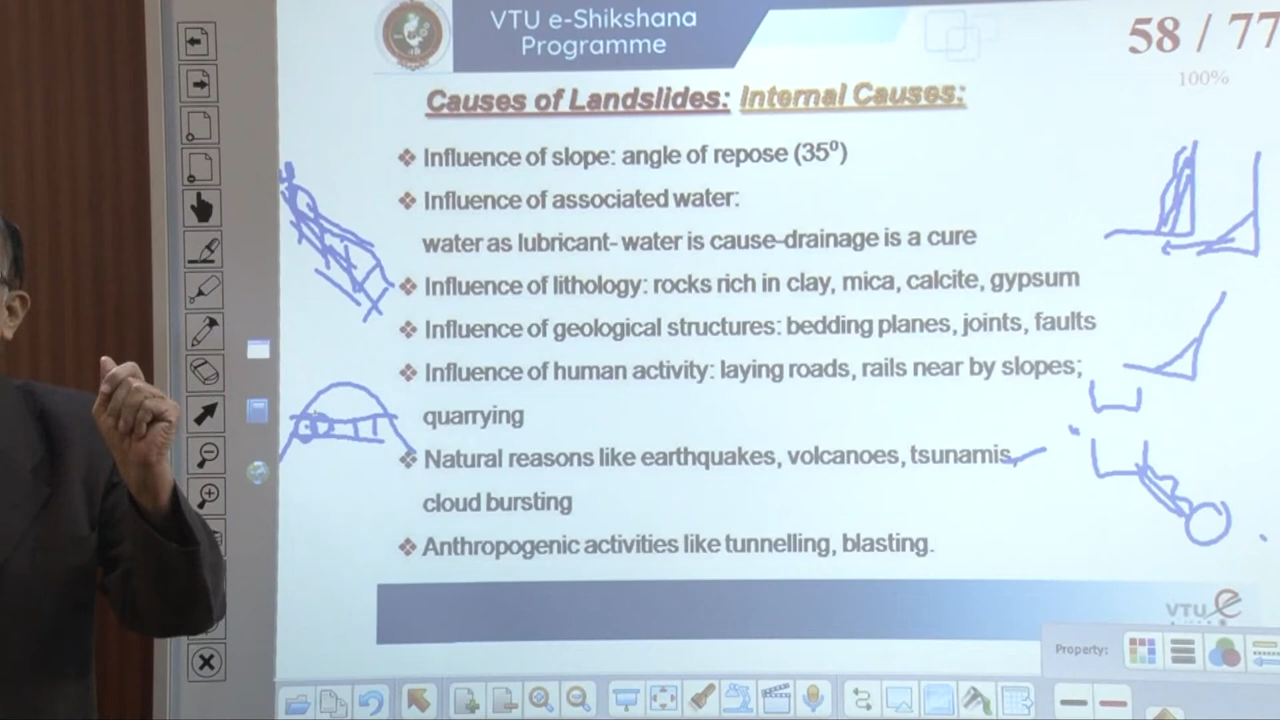 VTU e-Shikshana
Programme
58 / 77
100%
Causes of Landslides: Internal Causes:
❖ Influence of slope: angle of repose (35⁰)
❖ Influence of associated water:
water as lubricant- water is cause-drainage is a cure
❖ Influence of lithology: rocks rich in clay, mica, calcite, gypsum
❖ Influence of geological structures: bedding planes, joints, faults
❖ Influence of human activity: laying roads, rails near by slopes;
quarrying
❖ Natural reasons like earthquakes, volcanoes, tsunamis,
cloud bursting
❖ Anthropogenic activities like tunnelling, blasting.
VTU e
Property: